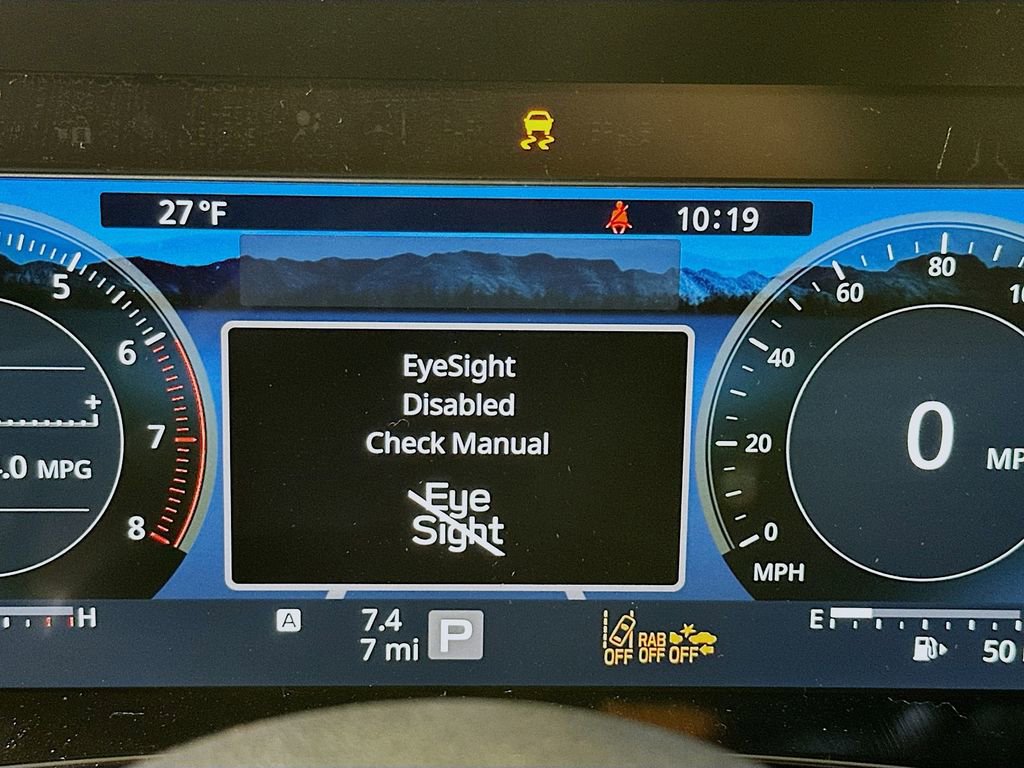 27 °F
10:19
5
6
7
8
+
.0 MPG
EyeSight
Disabled
Check Manual
Eye
Sight
80
60
40
20
0
0
MPH
H
A
7.4
7 mi
P
OFF
RAB
OFF
OFF
E
50